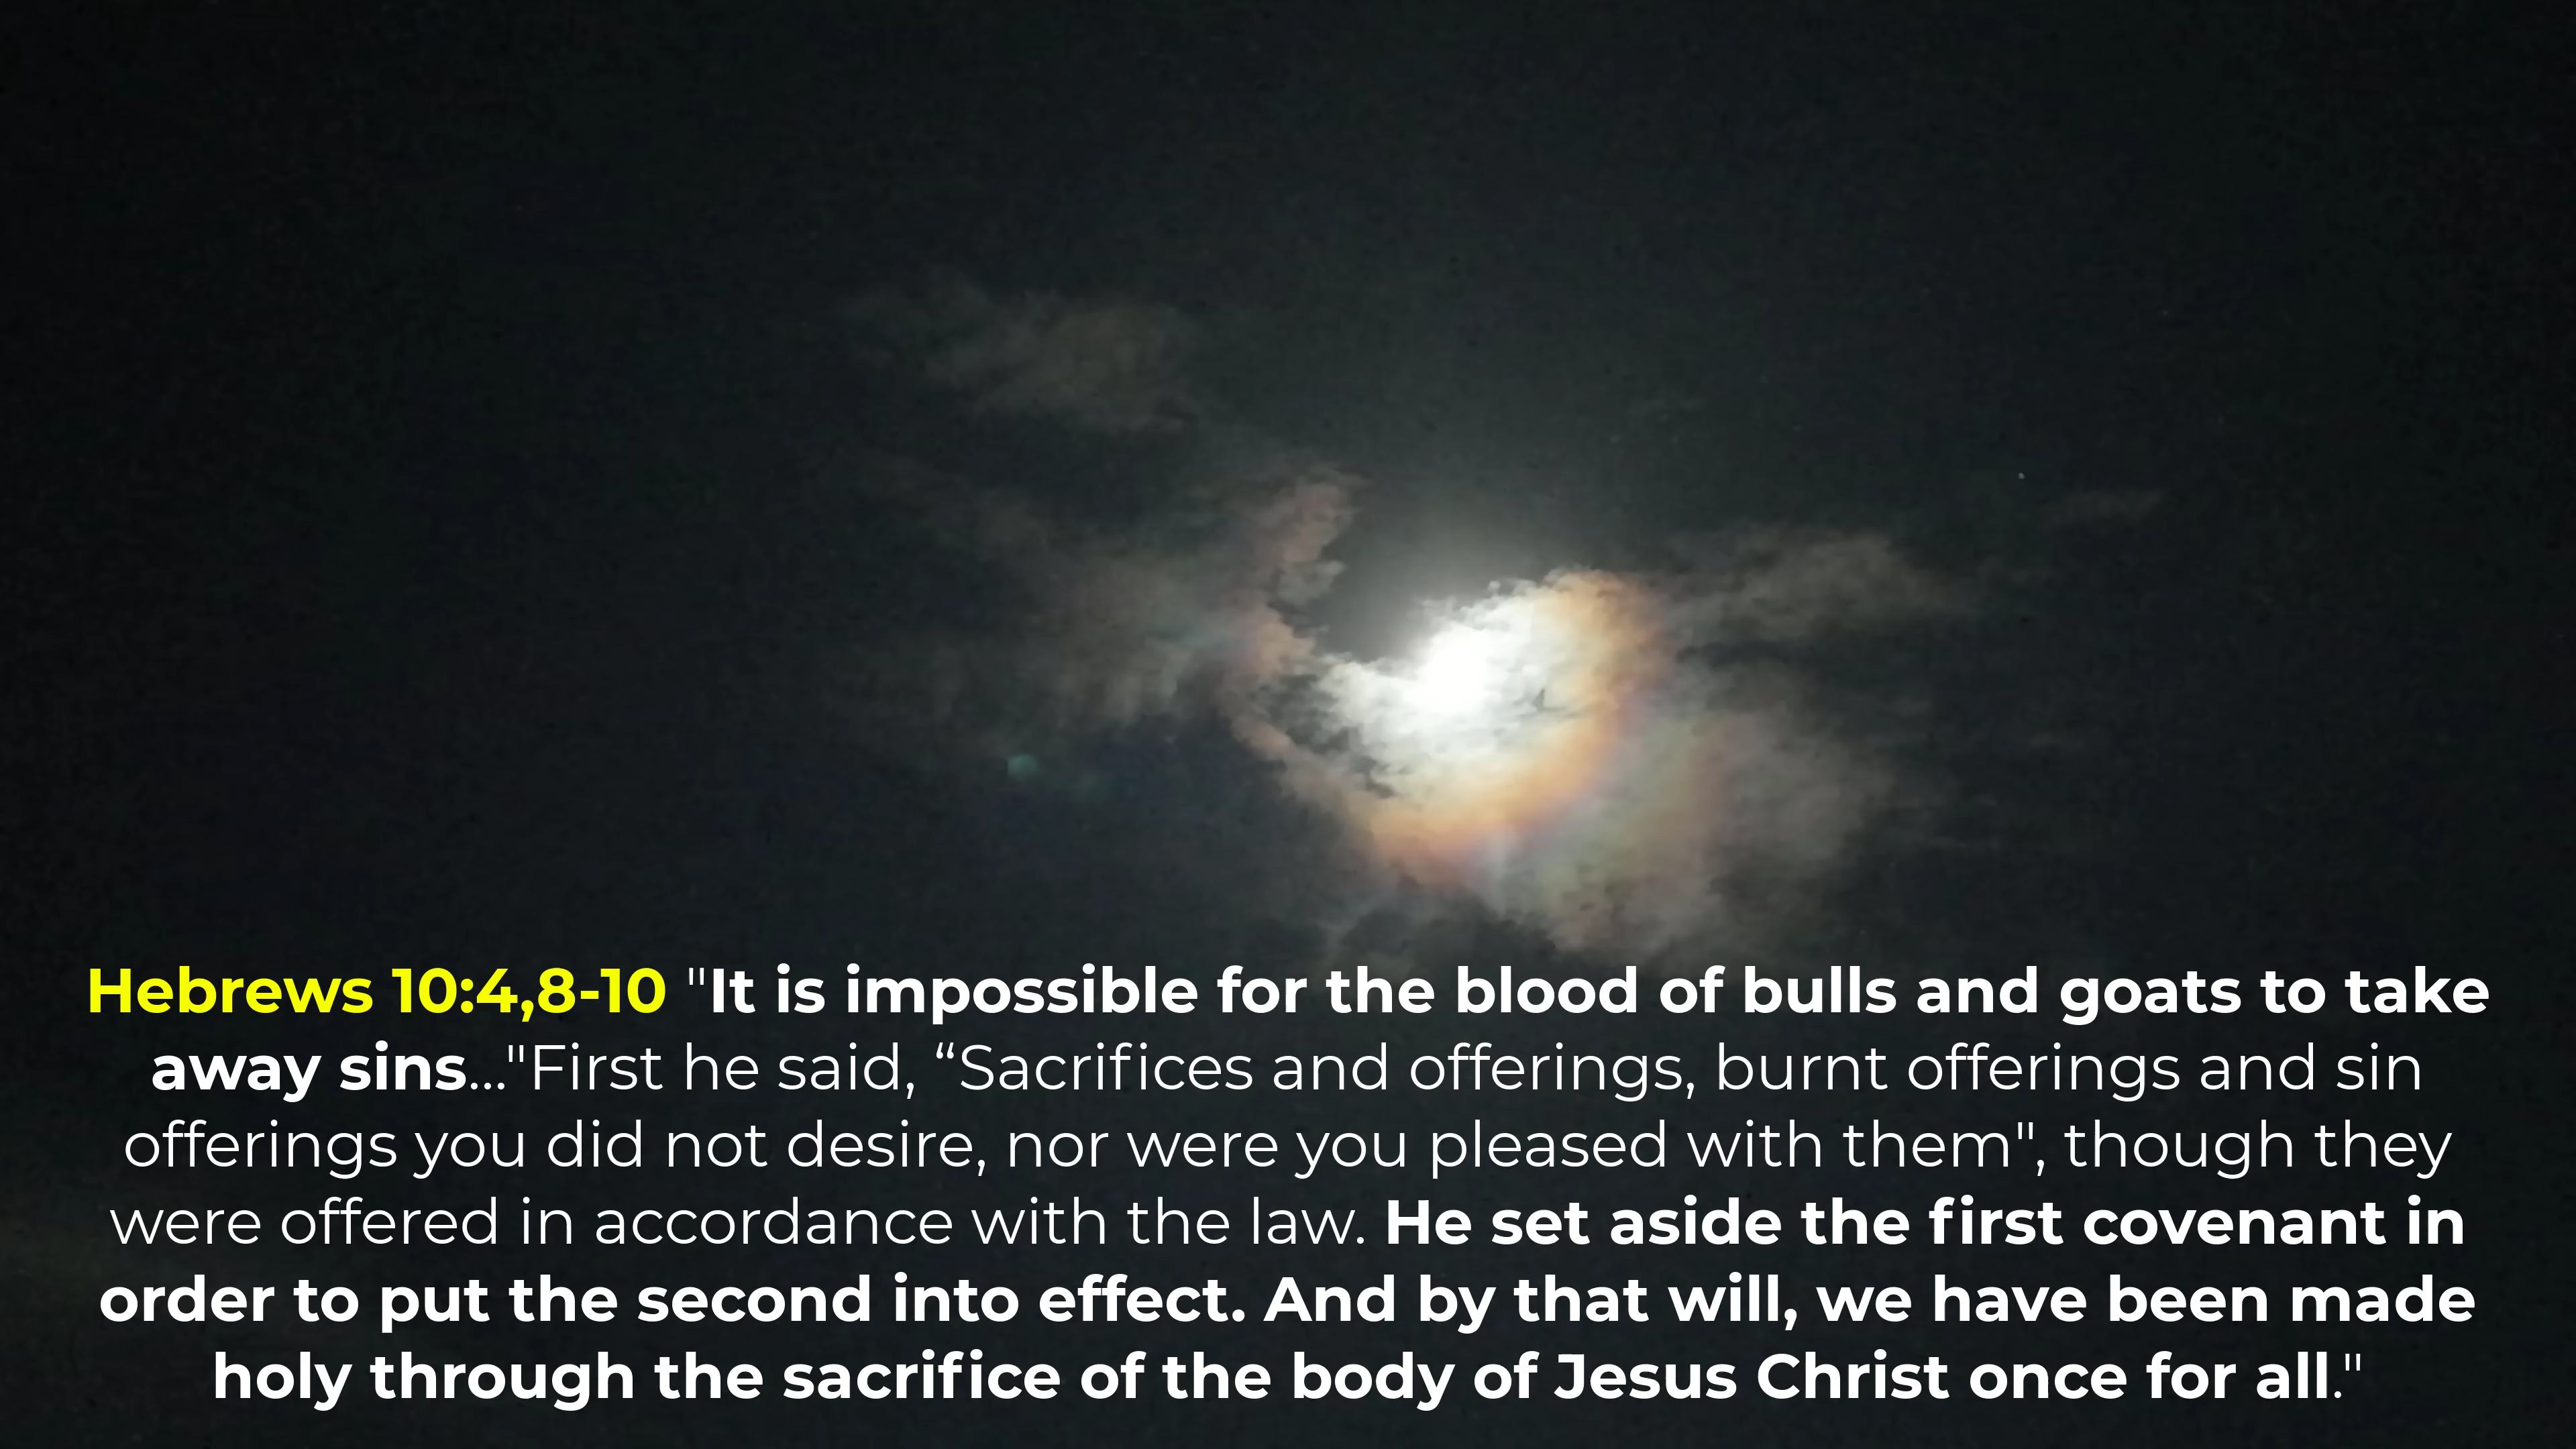 Hebrews 10:4,8-10 "It is impossible for the blood of bulls and goats to take
away sins..."First he said, “Sacrifices and offerings, burnt offerings and sin
offerings you did not desire, nor were you pleased with them", though they
were offered in accordance with the law. He set aside the first covenant in
order to put the second into effect. And by that will, we have been made
holy through the sacrifice of the body of Jesus Christ once for all."